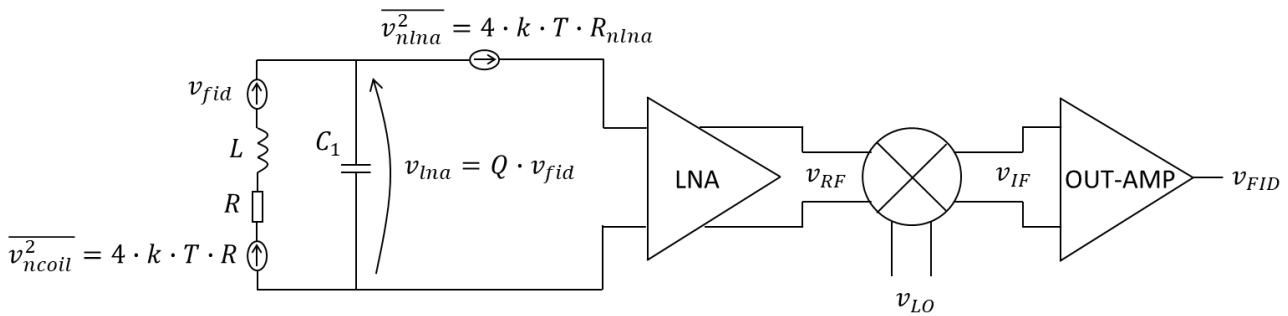 $\overline{v_{nlna}^2} = 4 \cdot k \cdot T \cdot R_{nlna}$
$v_{fid}$
$L$
$C_1$
$v_{lna} = Q \cdot v_{fid}$
$R$
$\overline{v_{ncoil}^2} = 4 \cdot k \cdot T \cdot R$
LNA
$v_{RF}$
$v_{LO}$
$v_{IF}$
OUT-AMP
$v_{FID}$